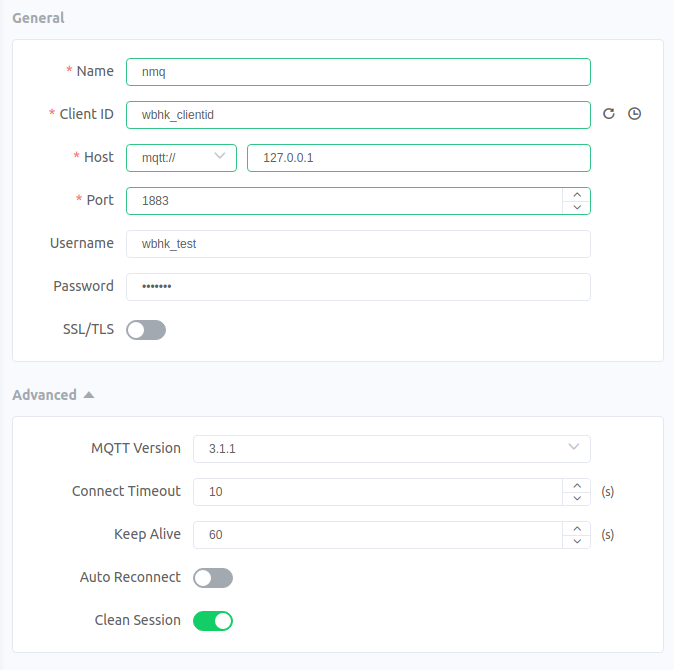 General
* Name nmq
* Client ID wbhk_clientid
* Host mqtt:// 127.0.0.1
* Port 1883
Username wbhk_test
Password •••••••
SSL/TLS
Advanced
MQTT Version 3.1.1
Connect Timeout 10 (s)
Keep Alive 60 (s)
Auto Reconnect
Clean Session